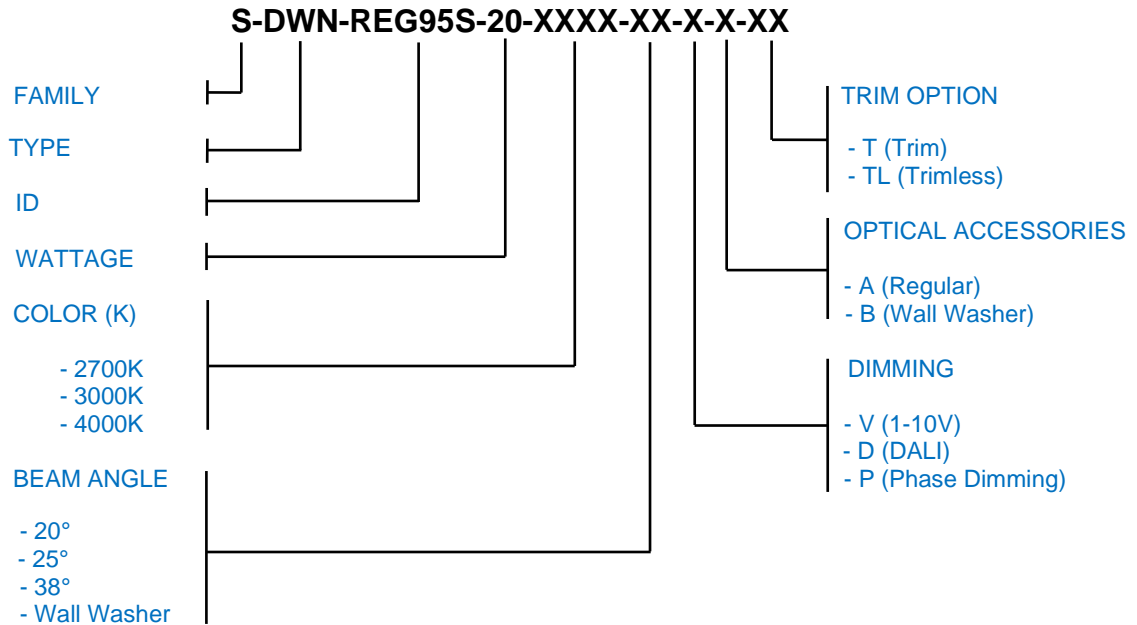 S-DWN-REG95S-20-XXXX-XX-X-X-XX
FAMILY
TYPE
ID
WATTAGE
COLOR (K)
- 2700K
- 3000K
- 4000K
BEAM ANGLE
- 20°
- 25°
- 38°
- Wall Washer
TRIM OPTION
- T (Trim)
- TL (Trimless)
OPTICAL ACCESSORIES
- A (Regular)
- B (Wall Washer)
DIMMING
- V (1-10V)
- D (DALI)
- P (Phase Dimming)